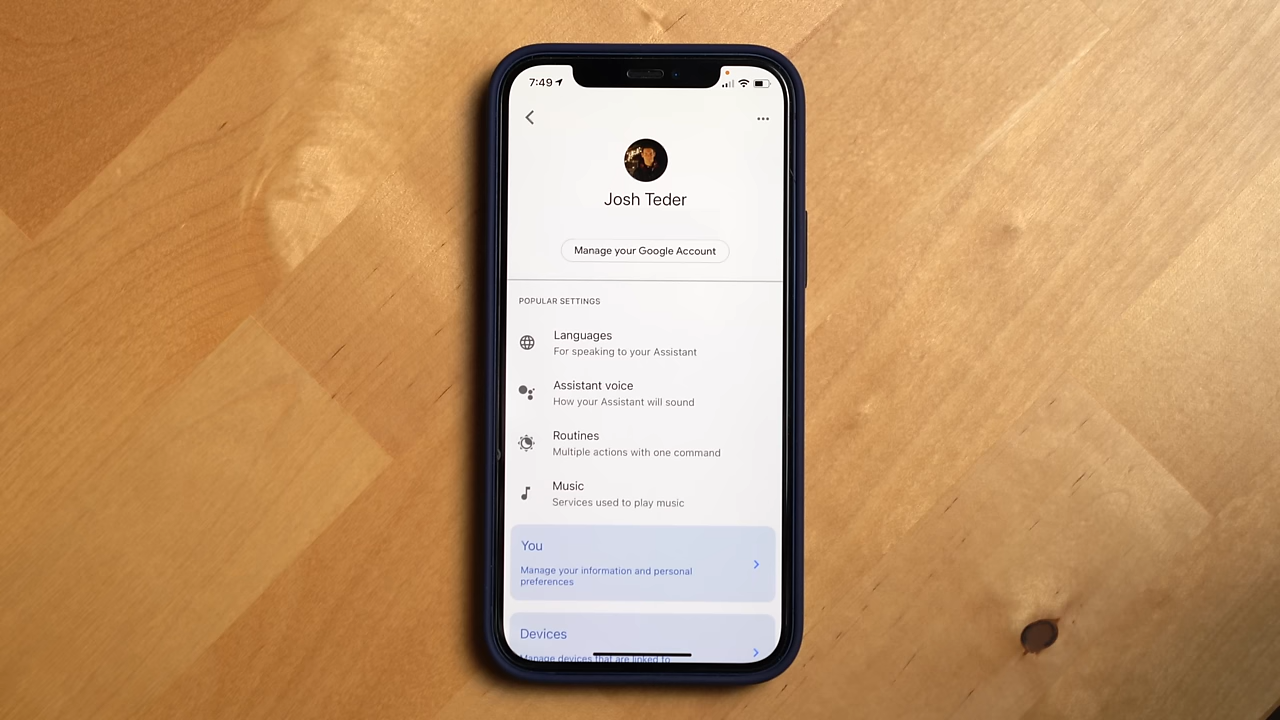 7:49
Josh Teder
Manage your Google Account
POPULAR SETTINGS
Languages
For speaking to your Assistant
Assistant voice
How your Assistant will sound
Routines
Multiple actions with one command
Music
Services used to play music
You
Manage your information and personal
preferences
Devices
Manage devices that are linked to